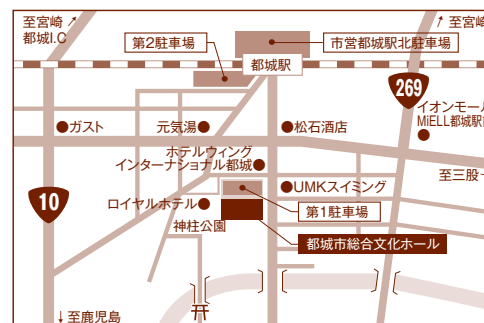 至宮崎
都城I.C
第2駐車場
市営都城駅北駐車場
至宮崎
都城駅
269
イオンモール
MiELL都城駅前
ガスト
元気湯
松石酒店
ホテルウィング
インターナショナル都城
至三股
UMKスイミング
10
ロイヤルホテル
第1駐車場
神柱公園
都城市総合文化ホール
至鹿児島